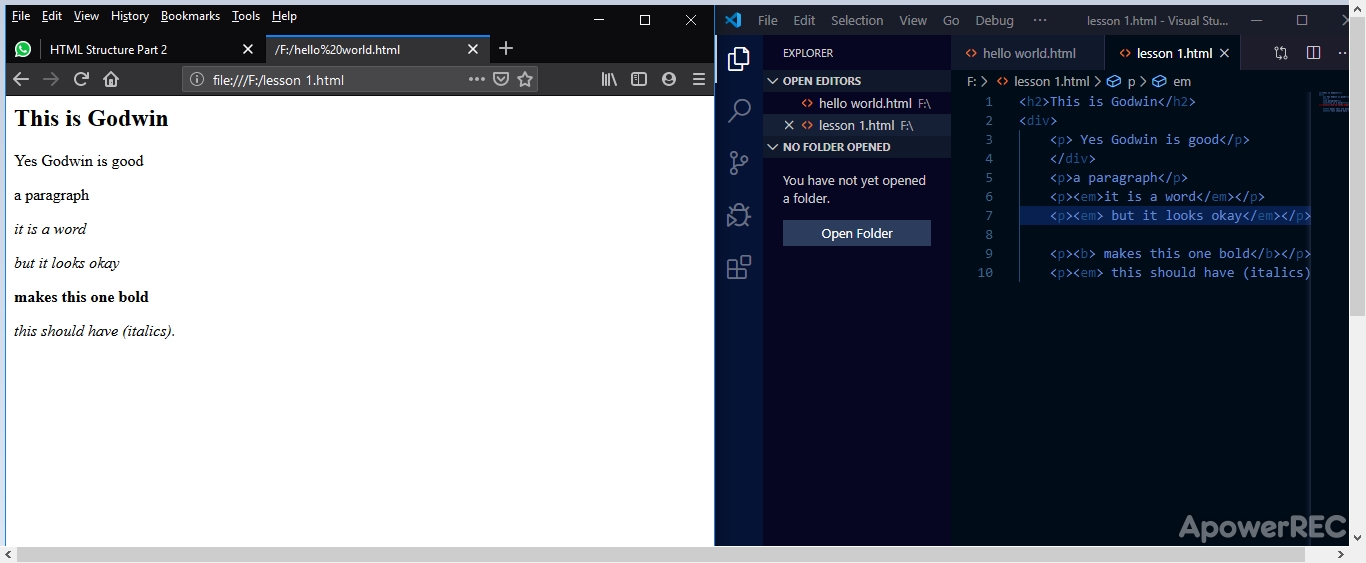 File Edit View History Bookmarks Tools Help
HTML Structure Part 2
/F:/hello%20world.html
file:///F:/lesson 1.html
This is Godwin
Yes Godwin is good
a paragraph
it is a word
but it looks okay
makes this one bold
this should have (italics).
File Edit Selection View Go Debug ··· lesson 1.html - Visual Stu...
EXPLORER
OPEN EDITORS
hello world.html F:\
lesson 1.html F:\
NO FOLDER OPENED
You have not yet opened
a folder.
Open Folder
hello world.html
lesson 1.html
F: > lesson 1.html > p > em
1 <h2>This is Godwin</h2>
2 <div>
3 <p> Yes Godwin is good</p>
4 </div>
5 <p>a paragraph</p>
6 <p><em>it is a word</em></p>
7 <p><em> but it looks okay</em></p>
8
9 <p><b> makes this one bold</b></p>
10 <p><em> this should have (italics)
ApowerREC